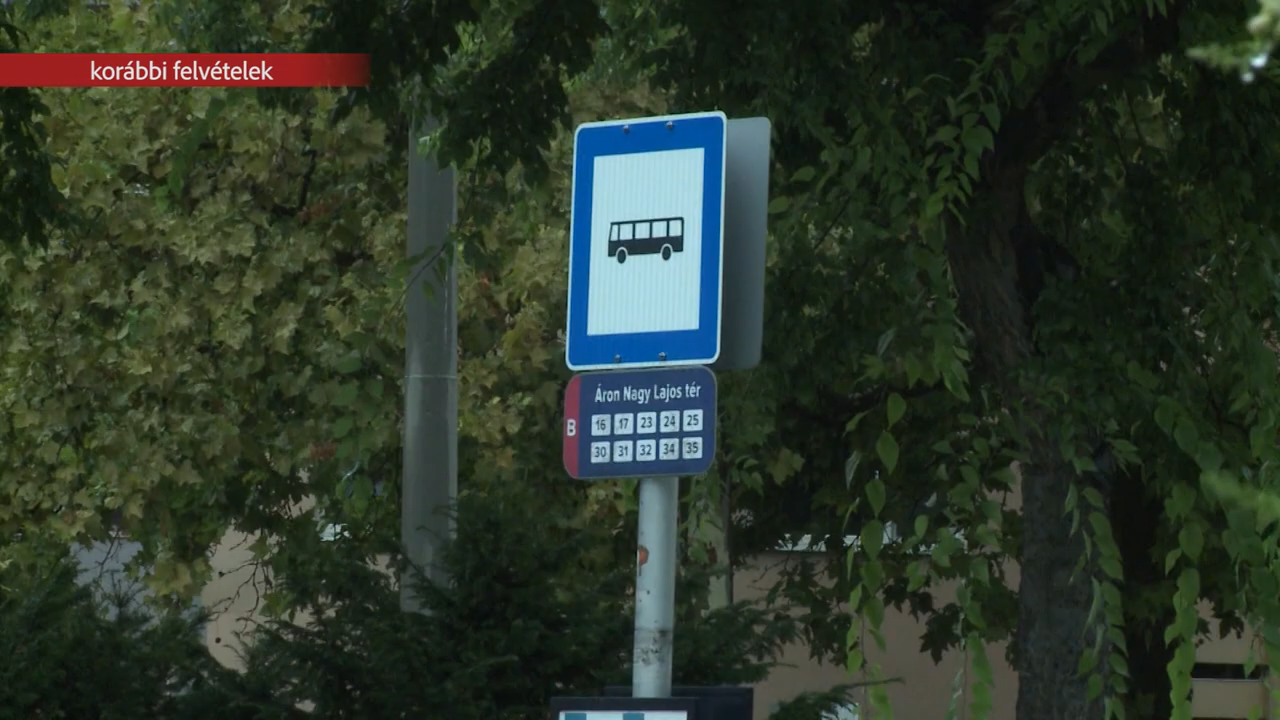 korábbi felvételek
Áron Nagy Lajos tér
B
16 17 23 24 25
30 31 32 34 35